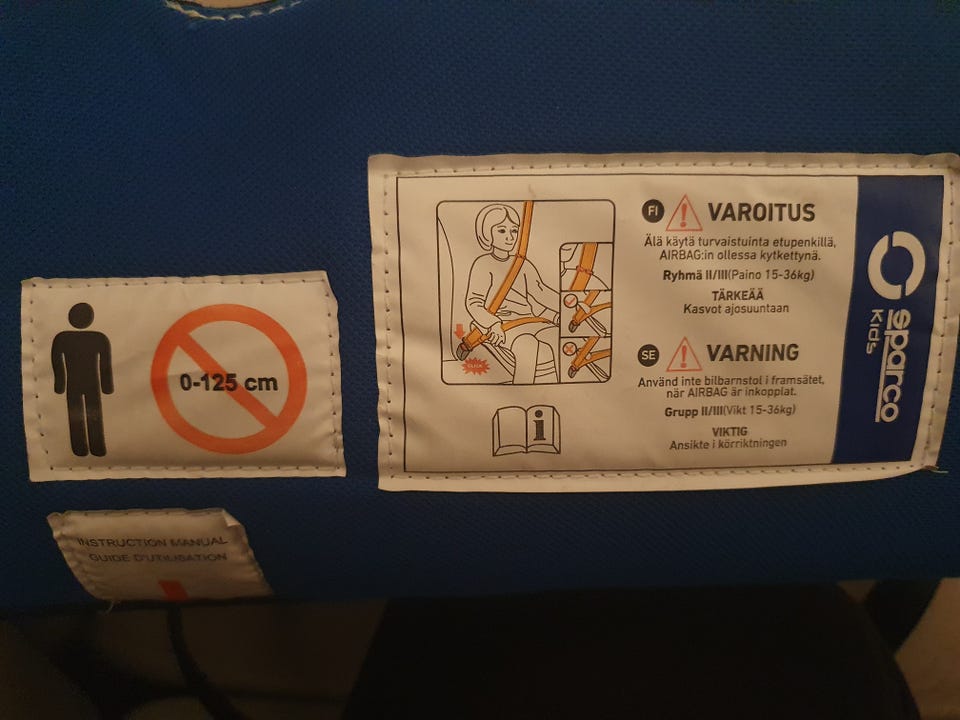 0-125 cm
INSTRUCTION MANUAL
GUIDE D'UTILISATION
CLICK
i
FI
VAROITUS
Älä käytä turvaistuinta etupenkillä,
AIRBAG:in ollessa kytkettynä.
Ryhmä II/III(Paino 15-36kg)
TÄRKEÄÄ
Kasvot ajosuuntaan
SE
VARNING
Använd inte bilbarnstol i framsätet,
när AIRBAG är inkopplat.
Grupp II/III(Vikt 15-36kg)
VIKTIG
Ansikte i körriktningen
sparco
Kids